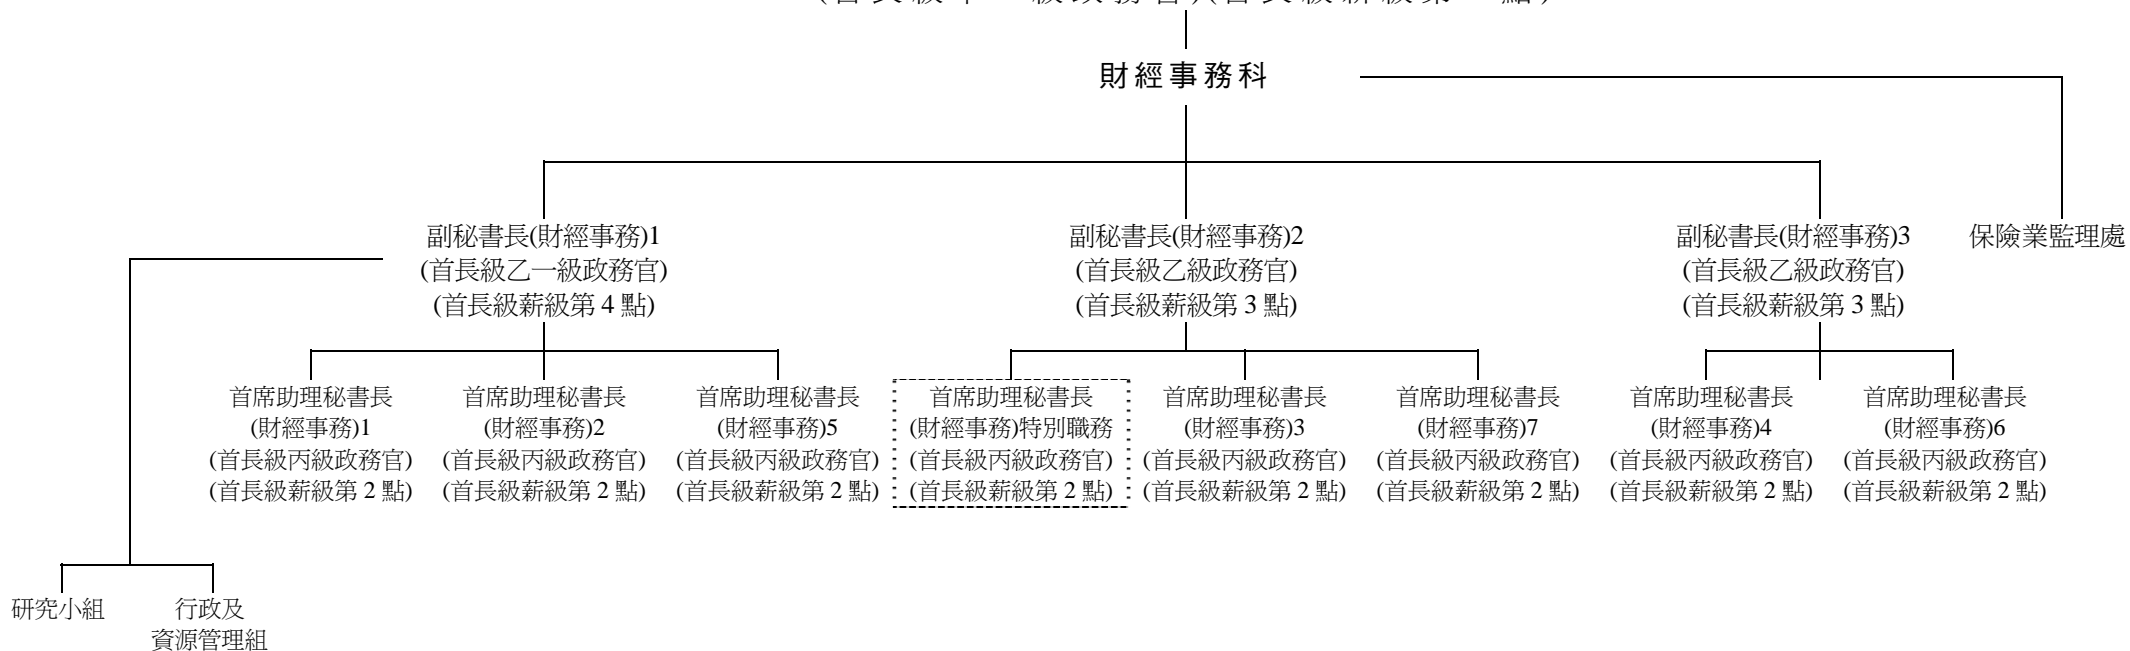 財經事務科
副秘書長(財經事務)1
(首長級乙一級政務官)
(首長級薪級第 4 點)
副秘書長(財經事務)2
(首長級乙級政務官)
(首長級薪級第 3 點)
副秘書長(財經事務)3
(首長級乙級政務官)
(首長級薪級第 3 點)
保險業監理處
首席助理秘書長
(財經事務)1
(首長級丙級政務官)
(首長級薪級第 2 點)
首席助理秘書長
(財經事務)2
(首長級丙級政務官)
(首長級薪級第 2 點)
首席助理秘書長
(財經事務)5
(首長級丙級政務官)
(首長級薪級第 2 點)
首席助理秘書長
(財經事務)特別職務
(首長級丙級政務官)
(首長級薪級第 2 點)
首席助理秘書長
(財經事務)3
(首長級丙級政務官)
(首長級薪級第 2 點)
首席助理秘書長
(財經事務)7
(首長級丙級政務官)
(首長級薪級第 2 點)
首席助理秘書長
(財經事務)4
(首長級丙級政務官)
(首長級薪級第 2 點)
首席助理秘書長
(財經事務)6
(首長級丙級政務官)
(首長級薪級第 2 點)
研究小組
行政及
資源管理組